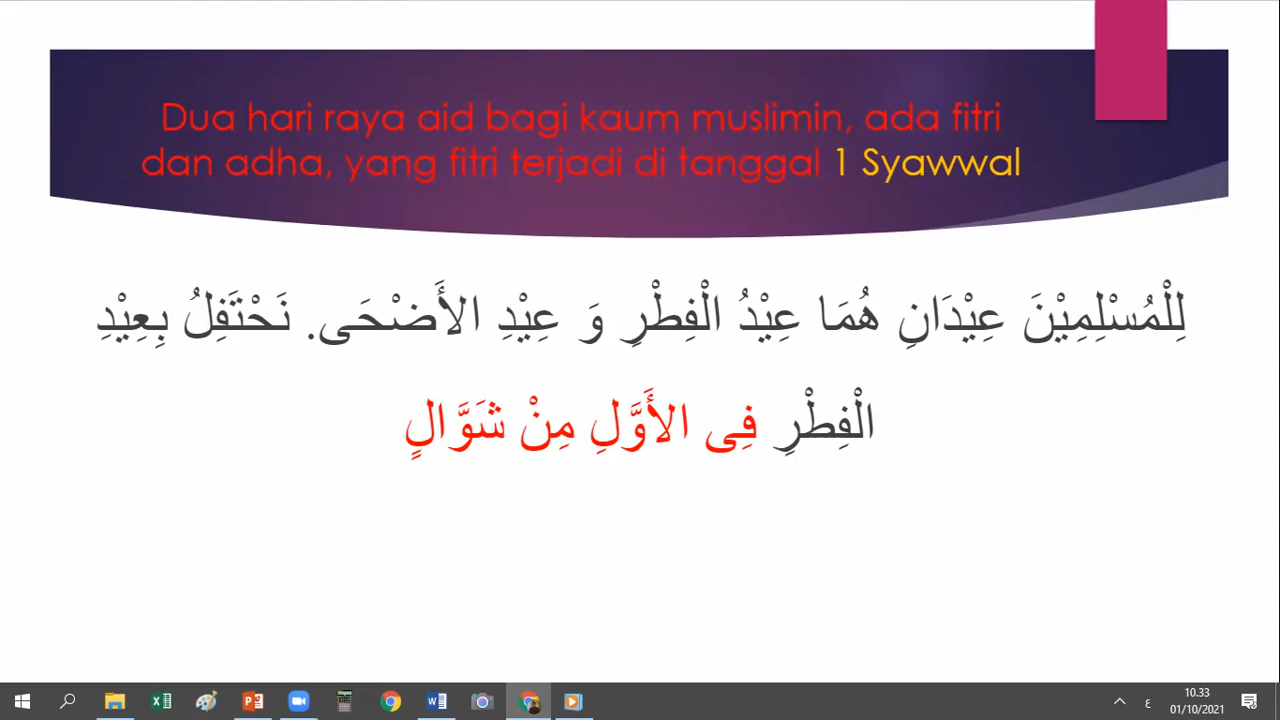 Dua hari raya aid bagi kaum muslimin, ada fitri
dan adha, yang fitri terjadi di tanggal 1 Syawwal
لِلْمُسْلِمِيْنَ عِيْدَانِ هُمَا عِيْدُ الْفِطْرِ وَ عِيْدِ الأَضْحَى. نَحْتَفِلُ بِعِيْدِ
الْفِطْرِ فِى الأَوَّلِ مِنْ شَوَّالٍ
ع
10.33
01/10/2021